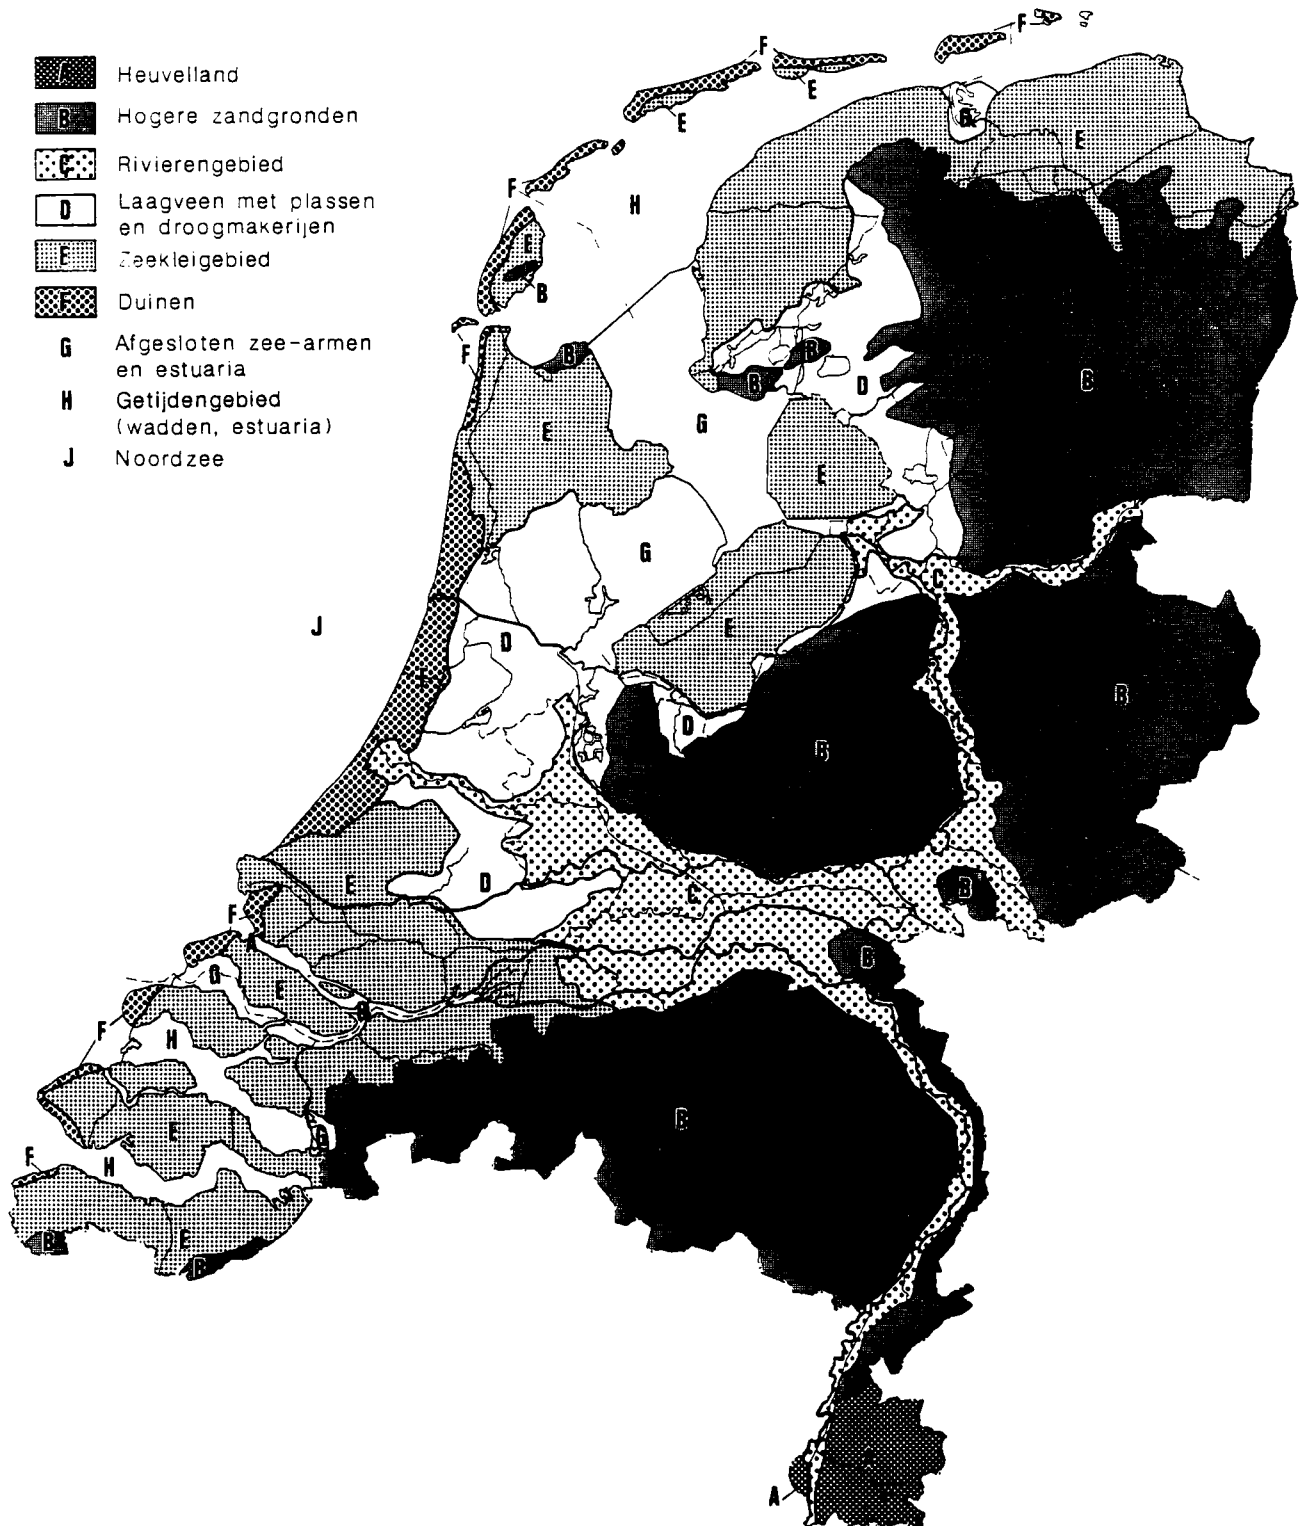 A Heuvelland
B Hogere zandgronden
C Rivierengebied
D Laagveen met plassen
en droogmakerijen
E Zeekleigebied
F Duinen
G Afgesloten zee-armen
en estuaria
H Getijdengebied
(wadden, estuaria)
J Noordzee
F
F
E
E
G
E
F
H
E
B
F
B
B
B
D
B
G
E
E
G
C
J
D
E
F
B
D
B
E
D
C
B
F
B
G
E
F
H
B
E
G
F
H
E
B
B
A